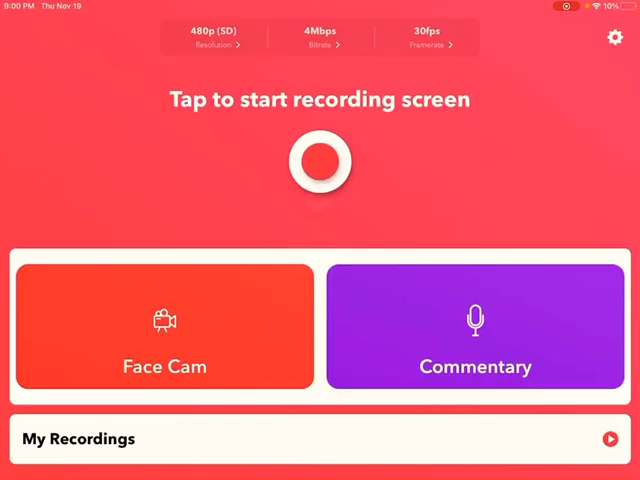 9:00 PM Thu Nov 19
10%
480p (SD)
4Mbps
30fps
Resolution
Bitrate
Framerate
Tap to start recording screen
Face Cam
Commentary
My Recordings